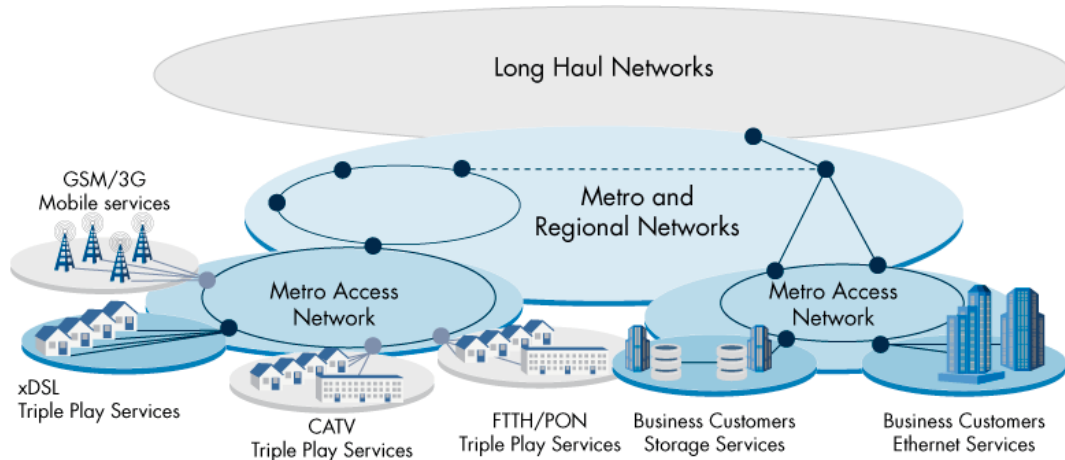 Long Haul Networks
GSM/3G
Mobile services
Metro and
Regional Networks
Metro Access
Network
Metro Access
Network
xDSL
Triple Play Services
CATV
Triple Play Services
FTTH/PON
Triple Play Services
Business Customers
Storage Services
Business Customers
Ethernet Services